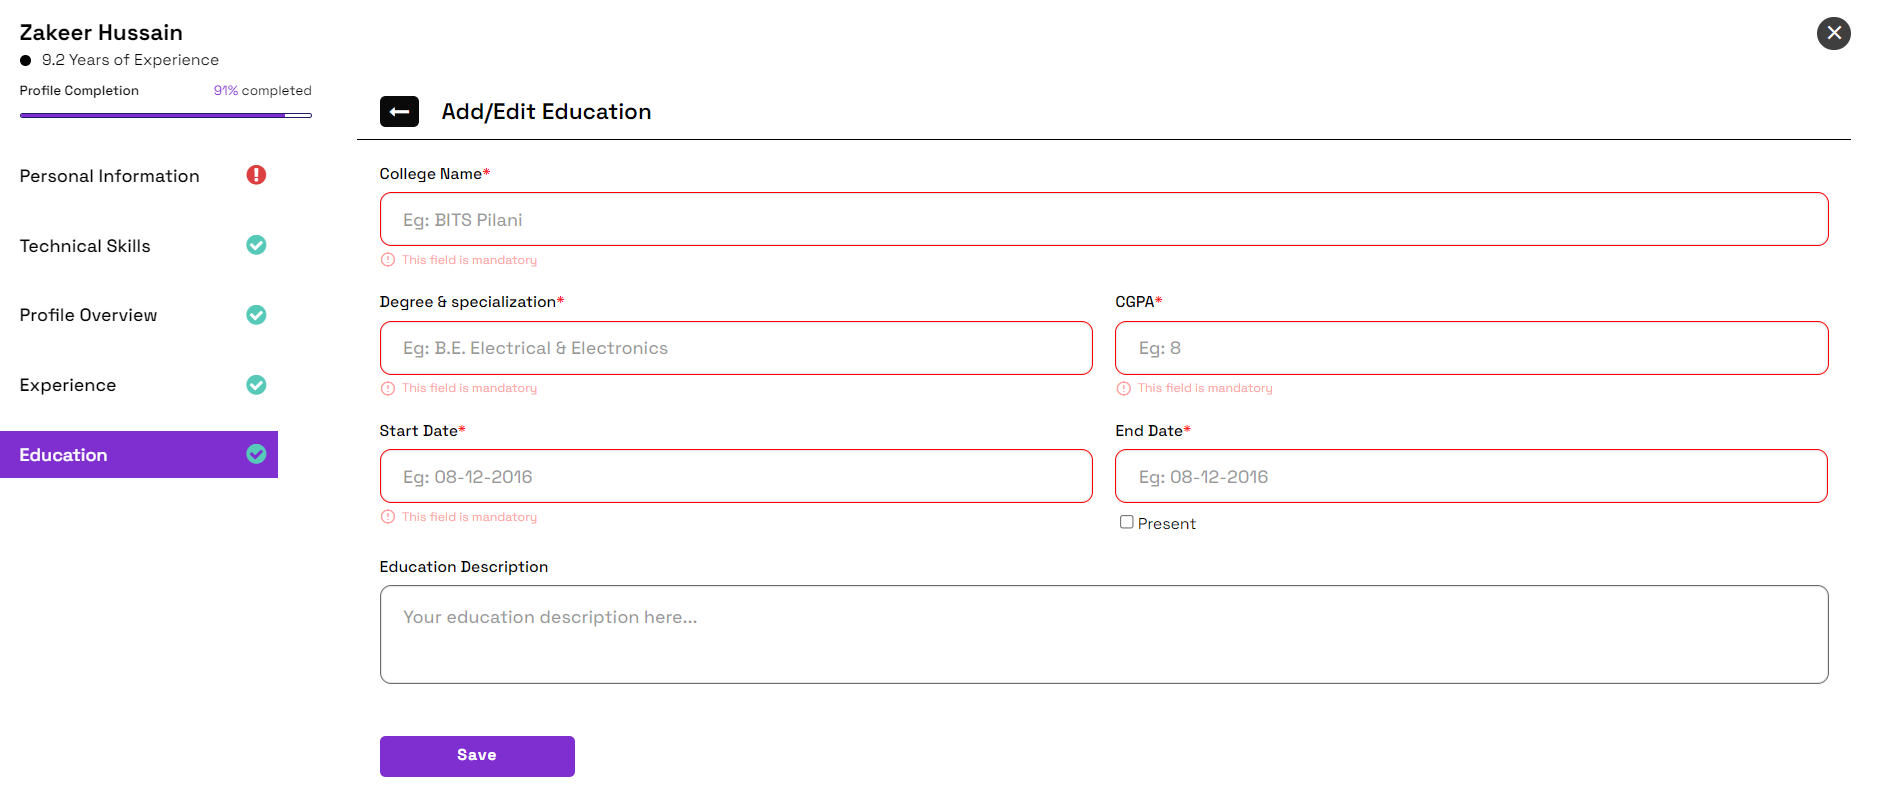 Zakeer Hussain
9.2 Years of Experience
Profile Completion 91% completed
Personal Information
Technical Skills
Profile Overview
Experience
Education
Add/Edit Education
College Name*
Eg: BITS Pilani
This field is mandatory
Degree & specialization* CGPA*
Eg: B.E. Electrical & Electronics Eg: 8
This field is mandatory This field is mandatory
Start Date* End Date*
Eg: 08-12-2016 Eg: 08-12-2016
This field is mandatory Present
Education Description
Your education description here...
Save